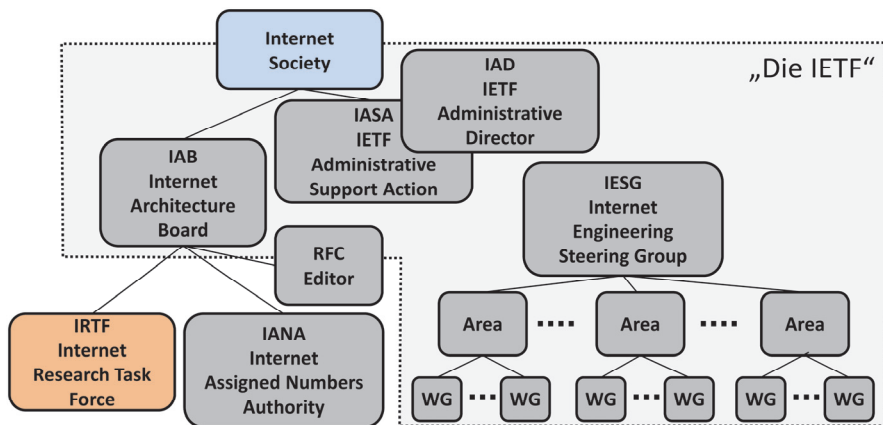 Internet
Society
„Die IETF“
IAD
IETF
Administrative
Director
IASA
IETF
Administrative
Support Action
IAB
Internet
Architecture
Board
IESG
Internet
Engineering
Steering Group
RFC
Editor
IRTF
Internet
Research Task
Force
IANA
Internet
Assigned Numbers
Authority
Area
Area
Area
WG
WG
WG
WG
WG
WG